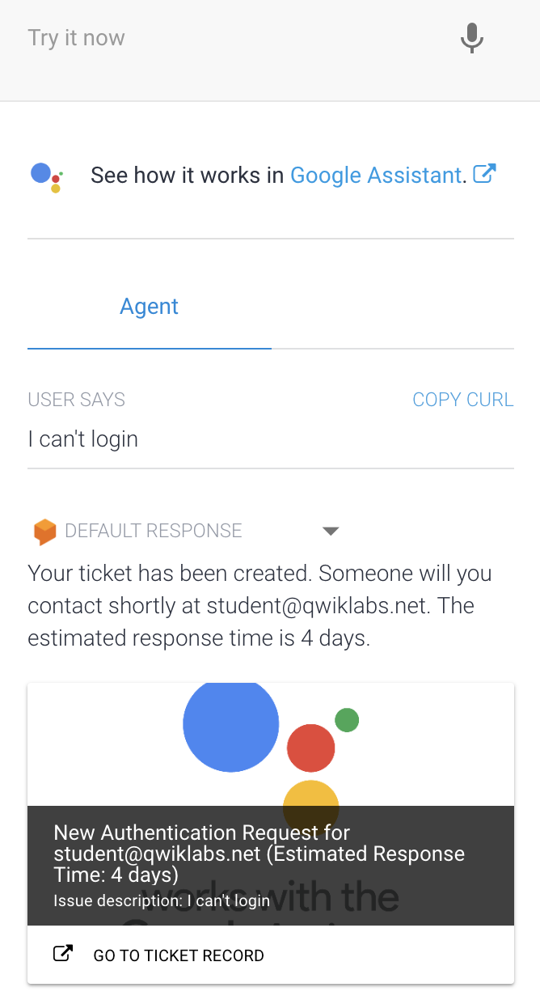 Try it now
See how it works in Google Assistant.
Agent
USER SAYS
COPY CURL
I can't login
DEFAULT RESPONSE
Your ticket has been created. Someone will you
contact shortly at student@qwiklabs.net. The
estimated response time is 4 days.
New Authentication Request for
student@qwiklabs.net (Estimated Response
Time: 4 days)
Issue description: I can't login
works with the
GO TO TICKET RECORD